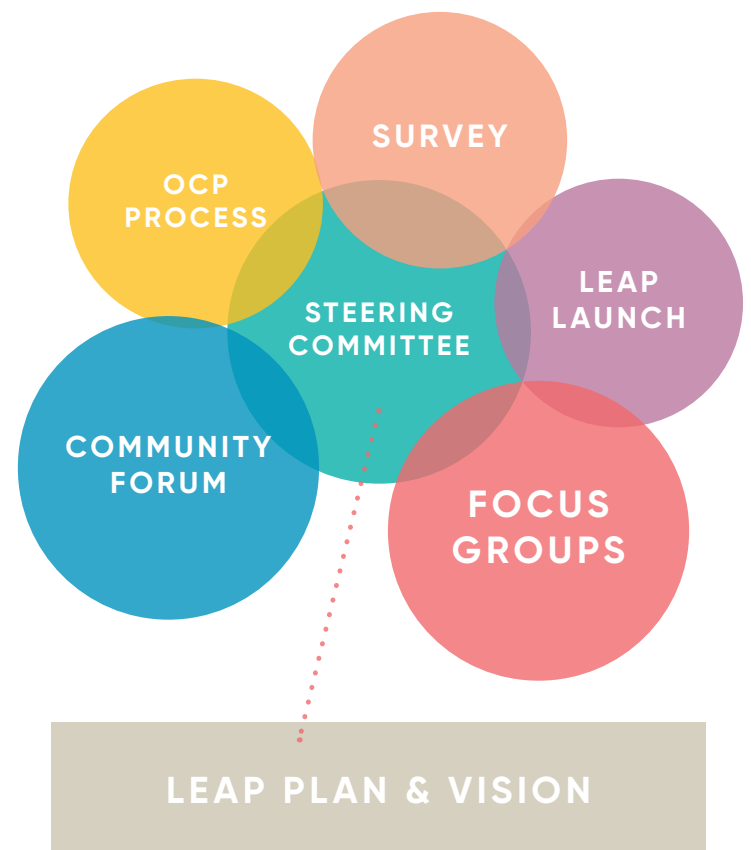 SURVEY
OCP
PROCESS
LEAP
LAUNCH
STEERING
COMMITTEE
COMMUNITY
FORUM
FOCUS
GROUPS
LEAP PLAN & VISION